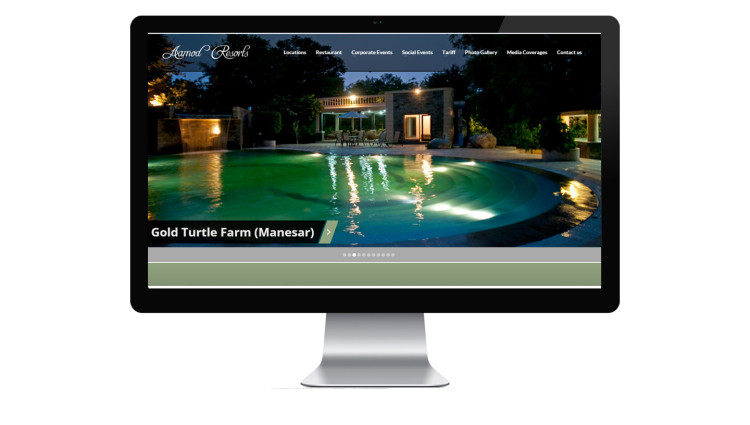 Aamod Resorts
Locations Restaurant Corporate Events Social Events Tariff Photo Gallery Media Coverages Contact us
Gold Turtle Farm (Manesar)